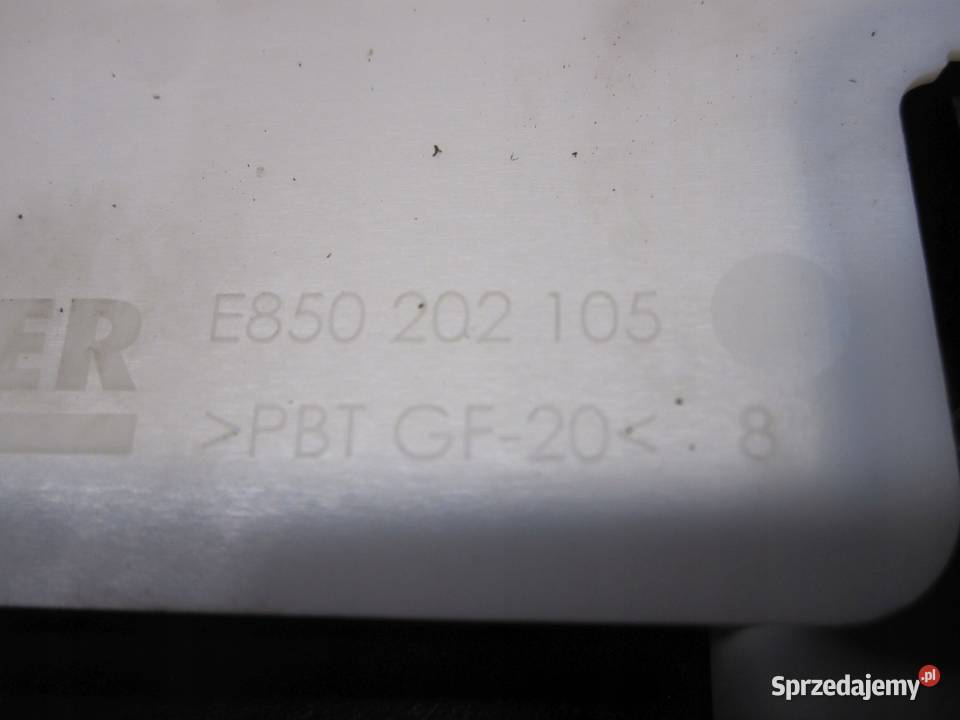 ER E850 202 105
>PBT GF-20< 8
Sprzedajemy.pl